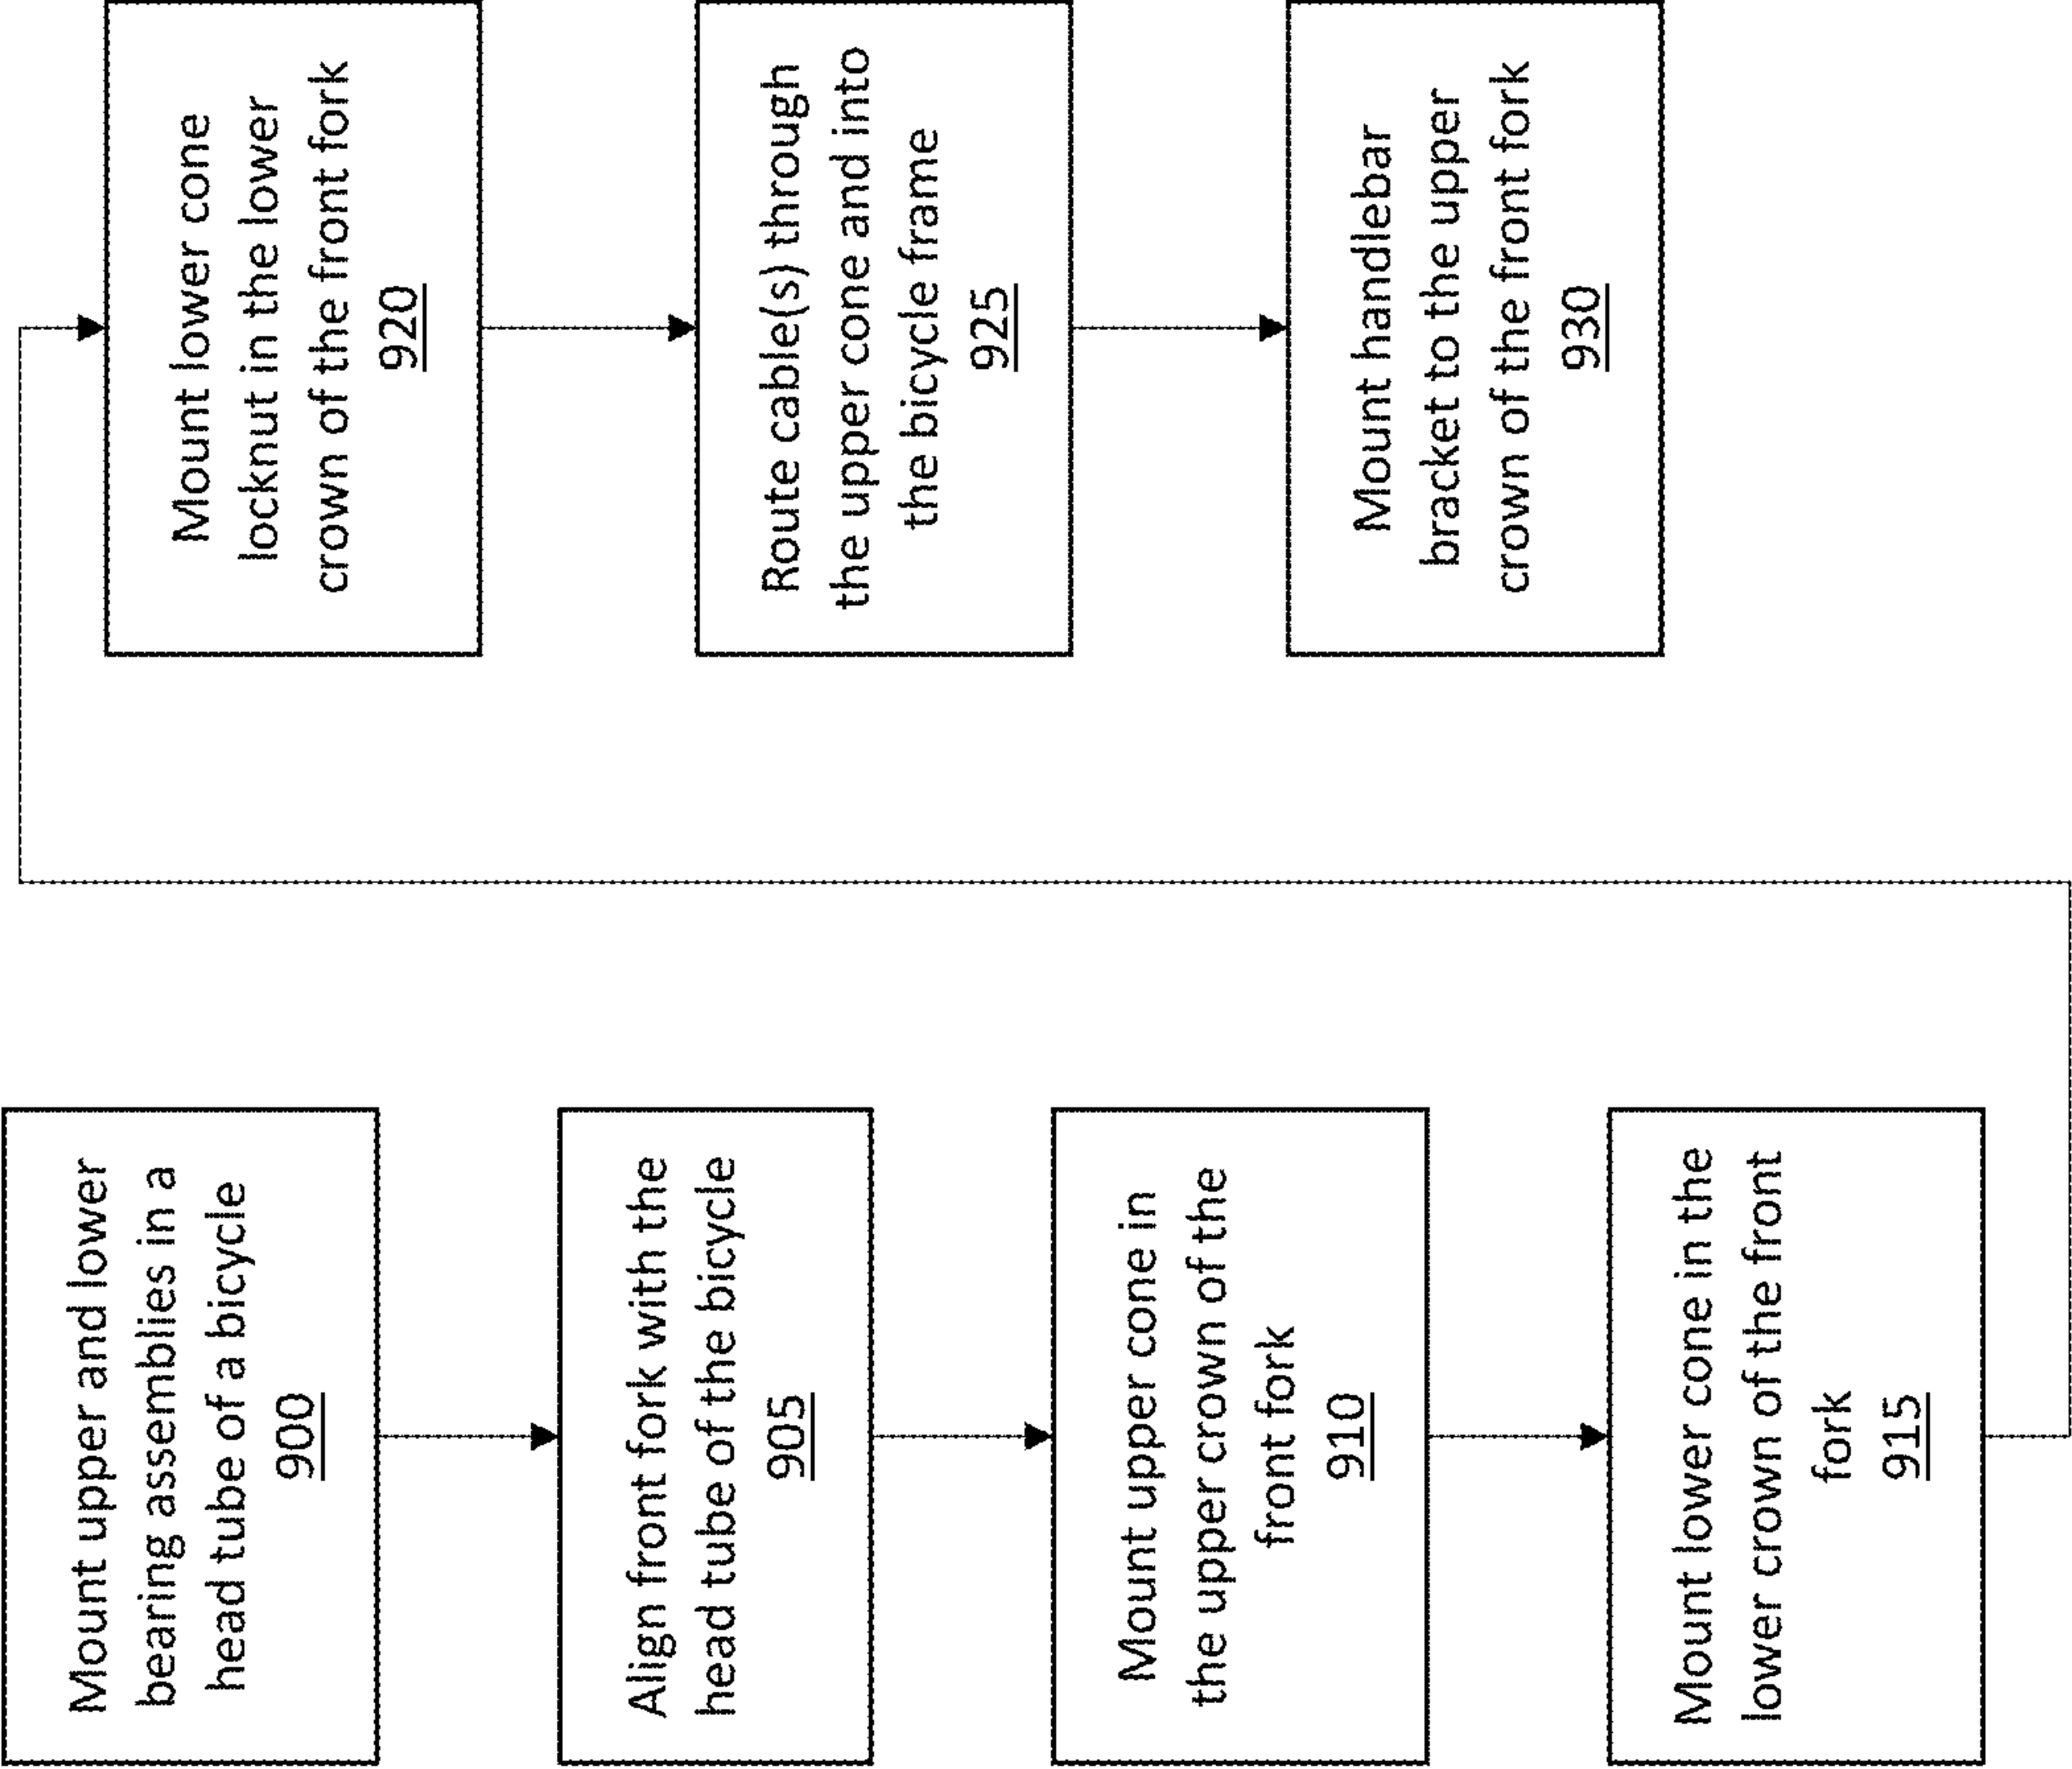 Mount upper and lower
bearing assemblies in a
head tube of a bicycle
900
Align front fork with the
head tube of the bicycle
905
Mount upper cone in
the upper crown of the
front fork
910
Mount lower cone in the
lower crown of the front
fork
915
Mount lower cone
locknut in the lower
crown of the front fork
920
Route cable(s) through
the upper cone and into
the bicycle frame
925
Mount handlebar
bracket to the upper
crown of the front fork
930